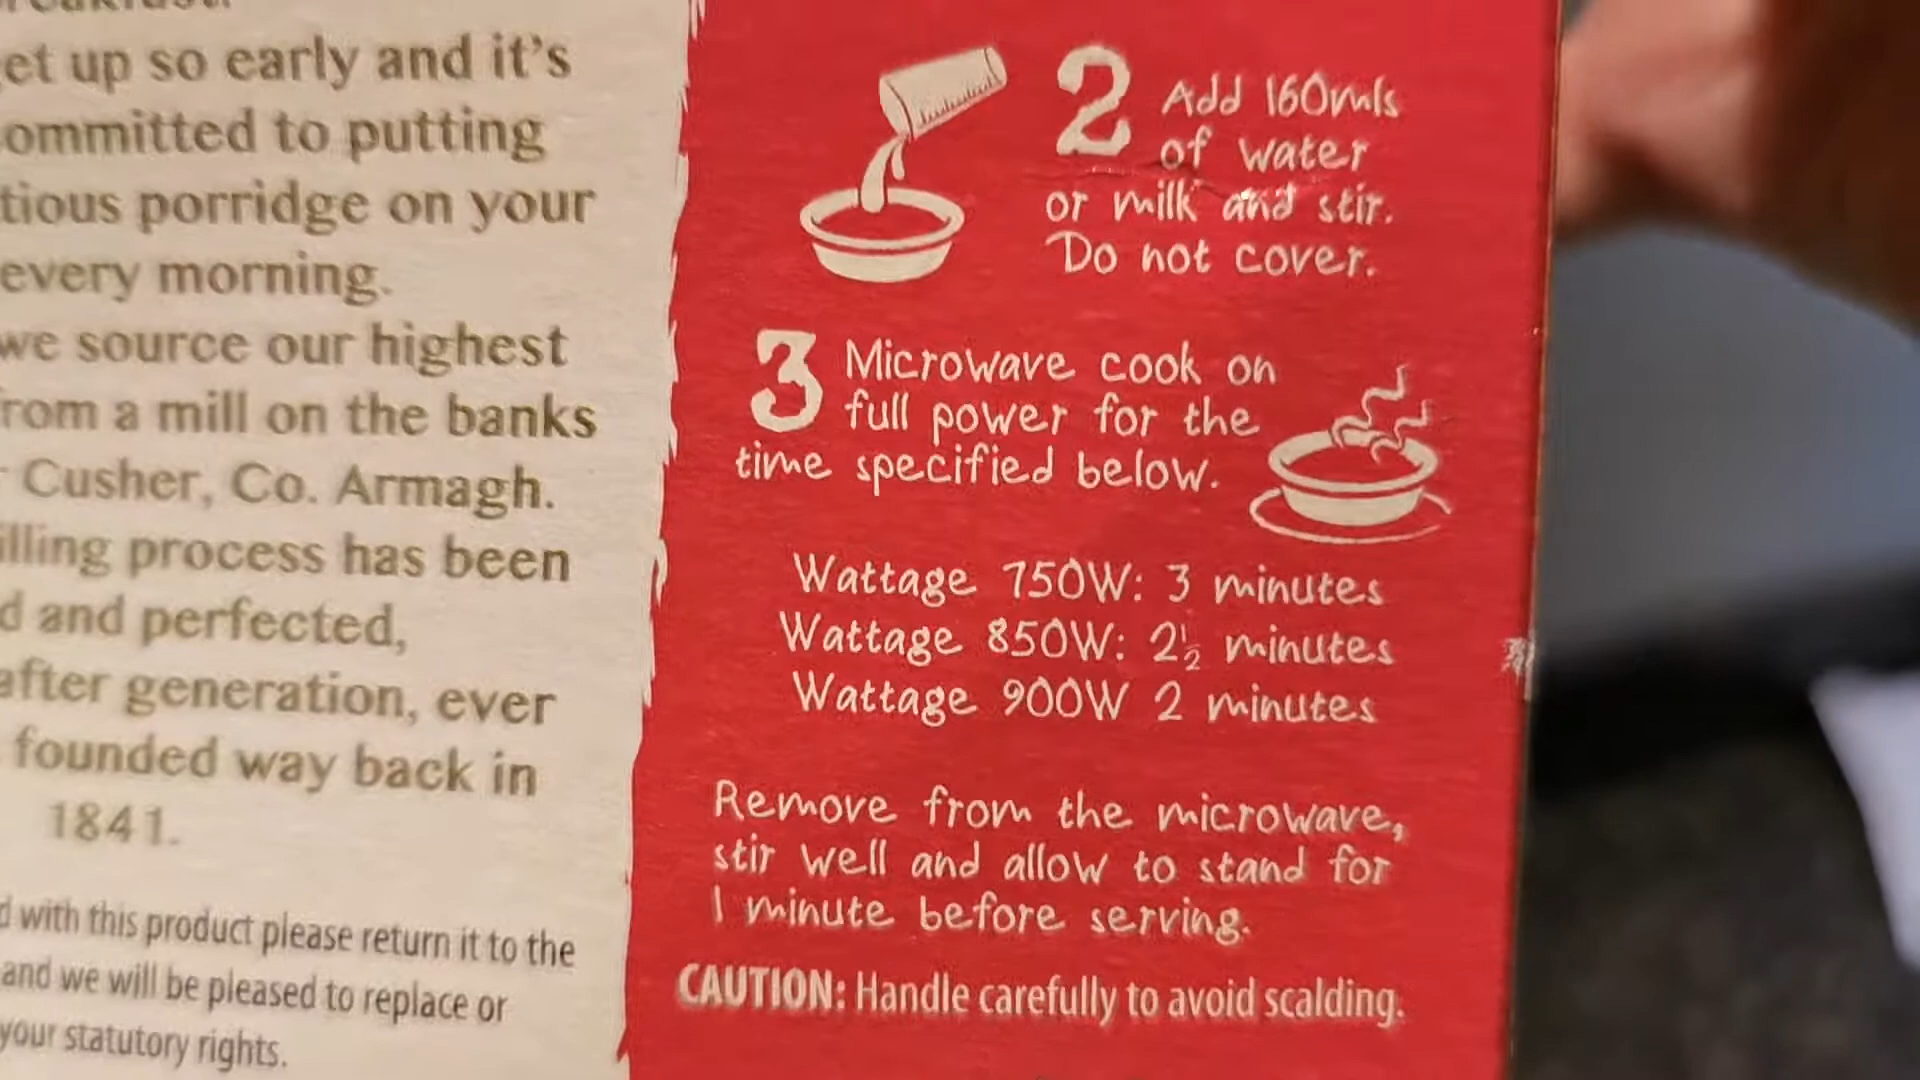 et up so early and it's
ommitted to putting
tious porridge on your
every morning.
we source our highest
from a mill on the banks
Cusher, Co. Armagh.
illing process has been
d and perfected,
after generation, ever
founded way back in
1841.
d with this product please return it to the
and we will be pleased to replace or
your statutory rights.
2 Add 160mls
of water
or milk and stir.
Do not cover.
3 Microwave cook on
full power for the
time specified below.
Wattage 750W: 3 minutes
Wattage 850W: 2½ minutes
Wattage 900W 2 minutes
Remove from the microwave,
stir well and allow to stand for
1 minute before serving.
CAUTION: Handle carefully to avoid scalding.